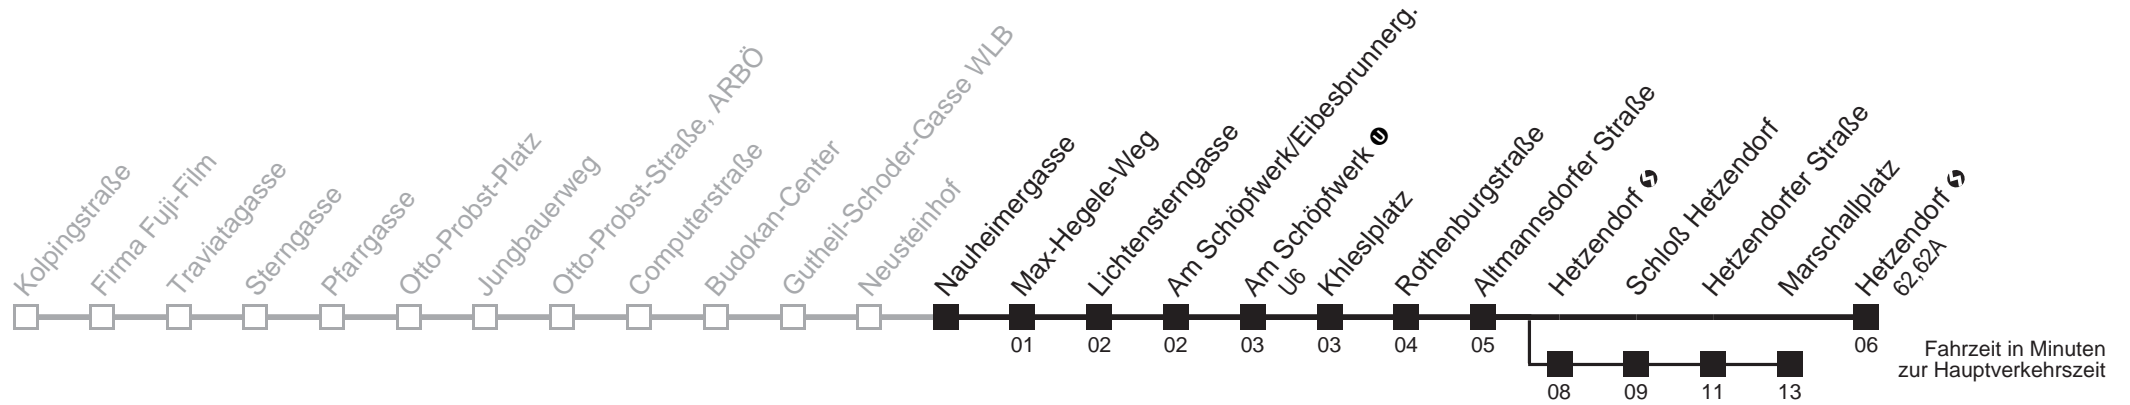 Kolpingstraße
Firma Fuji-Film
Traviatagasse
Sterngasse
Pfarrgasse
Otto-Probst-Platz
Jungbauerweg
Otto-Probst-Straße, ARBÖ
Computerstraße
Budokan-Center
Gutheil-Schoder-Gasse WLB
Neusteinhof
Nauheimergasse
Max-Hegele-Weg
Lichtensterngasse
Am Schöpfwerk/Eibesbrunnerg.
Am Schöpfwerk U
U6
Khleslplatz
Rothenburgstraße
Altmannsdorfer Straße
Hetzendorf S
Schloß Hetzendorf
Hetzendorfer Straße
Marschallplatz
Hetzendorf S
62,62A
01 02 02 03 03 04 05 06
08 09 11 13
Fahrzeit in Minuten
zur Hauptverkehrszeit